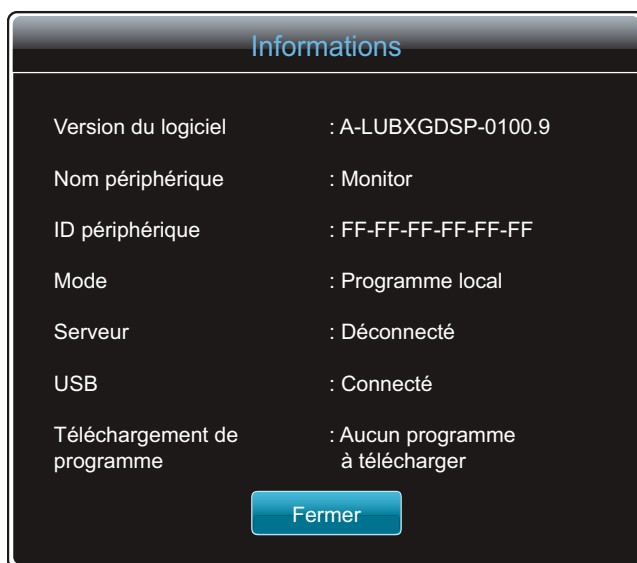 Informations
Version du logiciel : A-LUBXGDSP-0100.9
Nom périphérique : Monitor
ID périphérique : FF-FF-FF-FF-FF-FF
Mode : Programme local
Serveur : Déconnecté
USB : Connecté
Téléchargement de : Aucun programme
programme à télécharger
Fermer